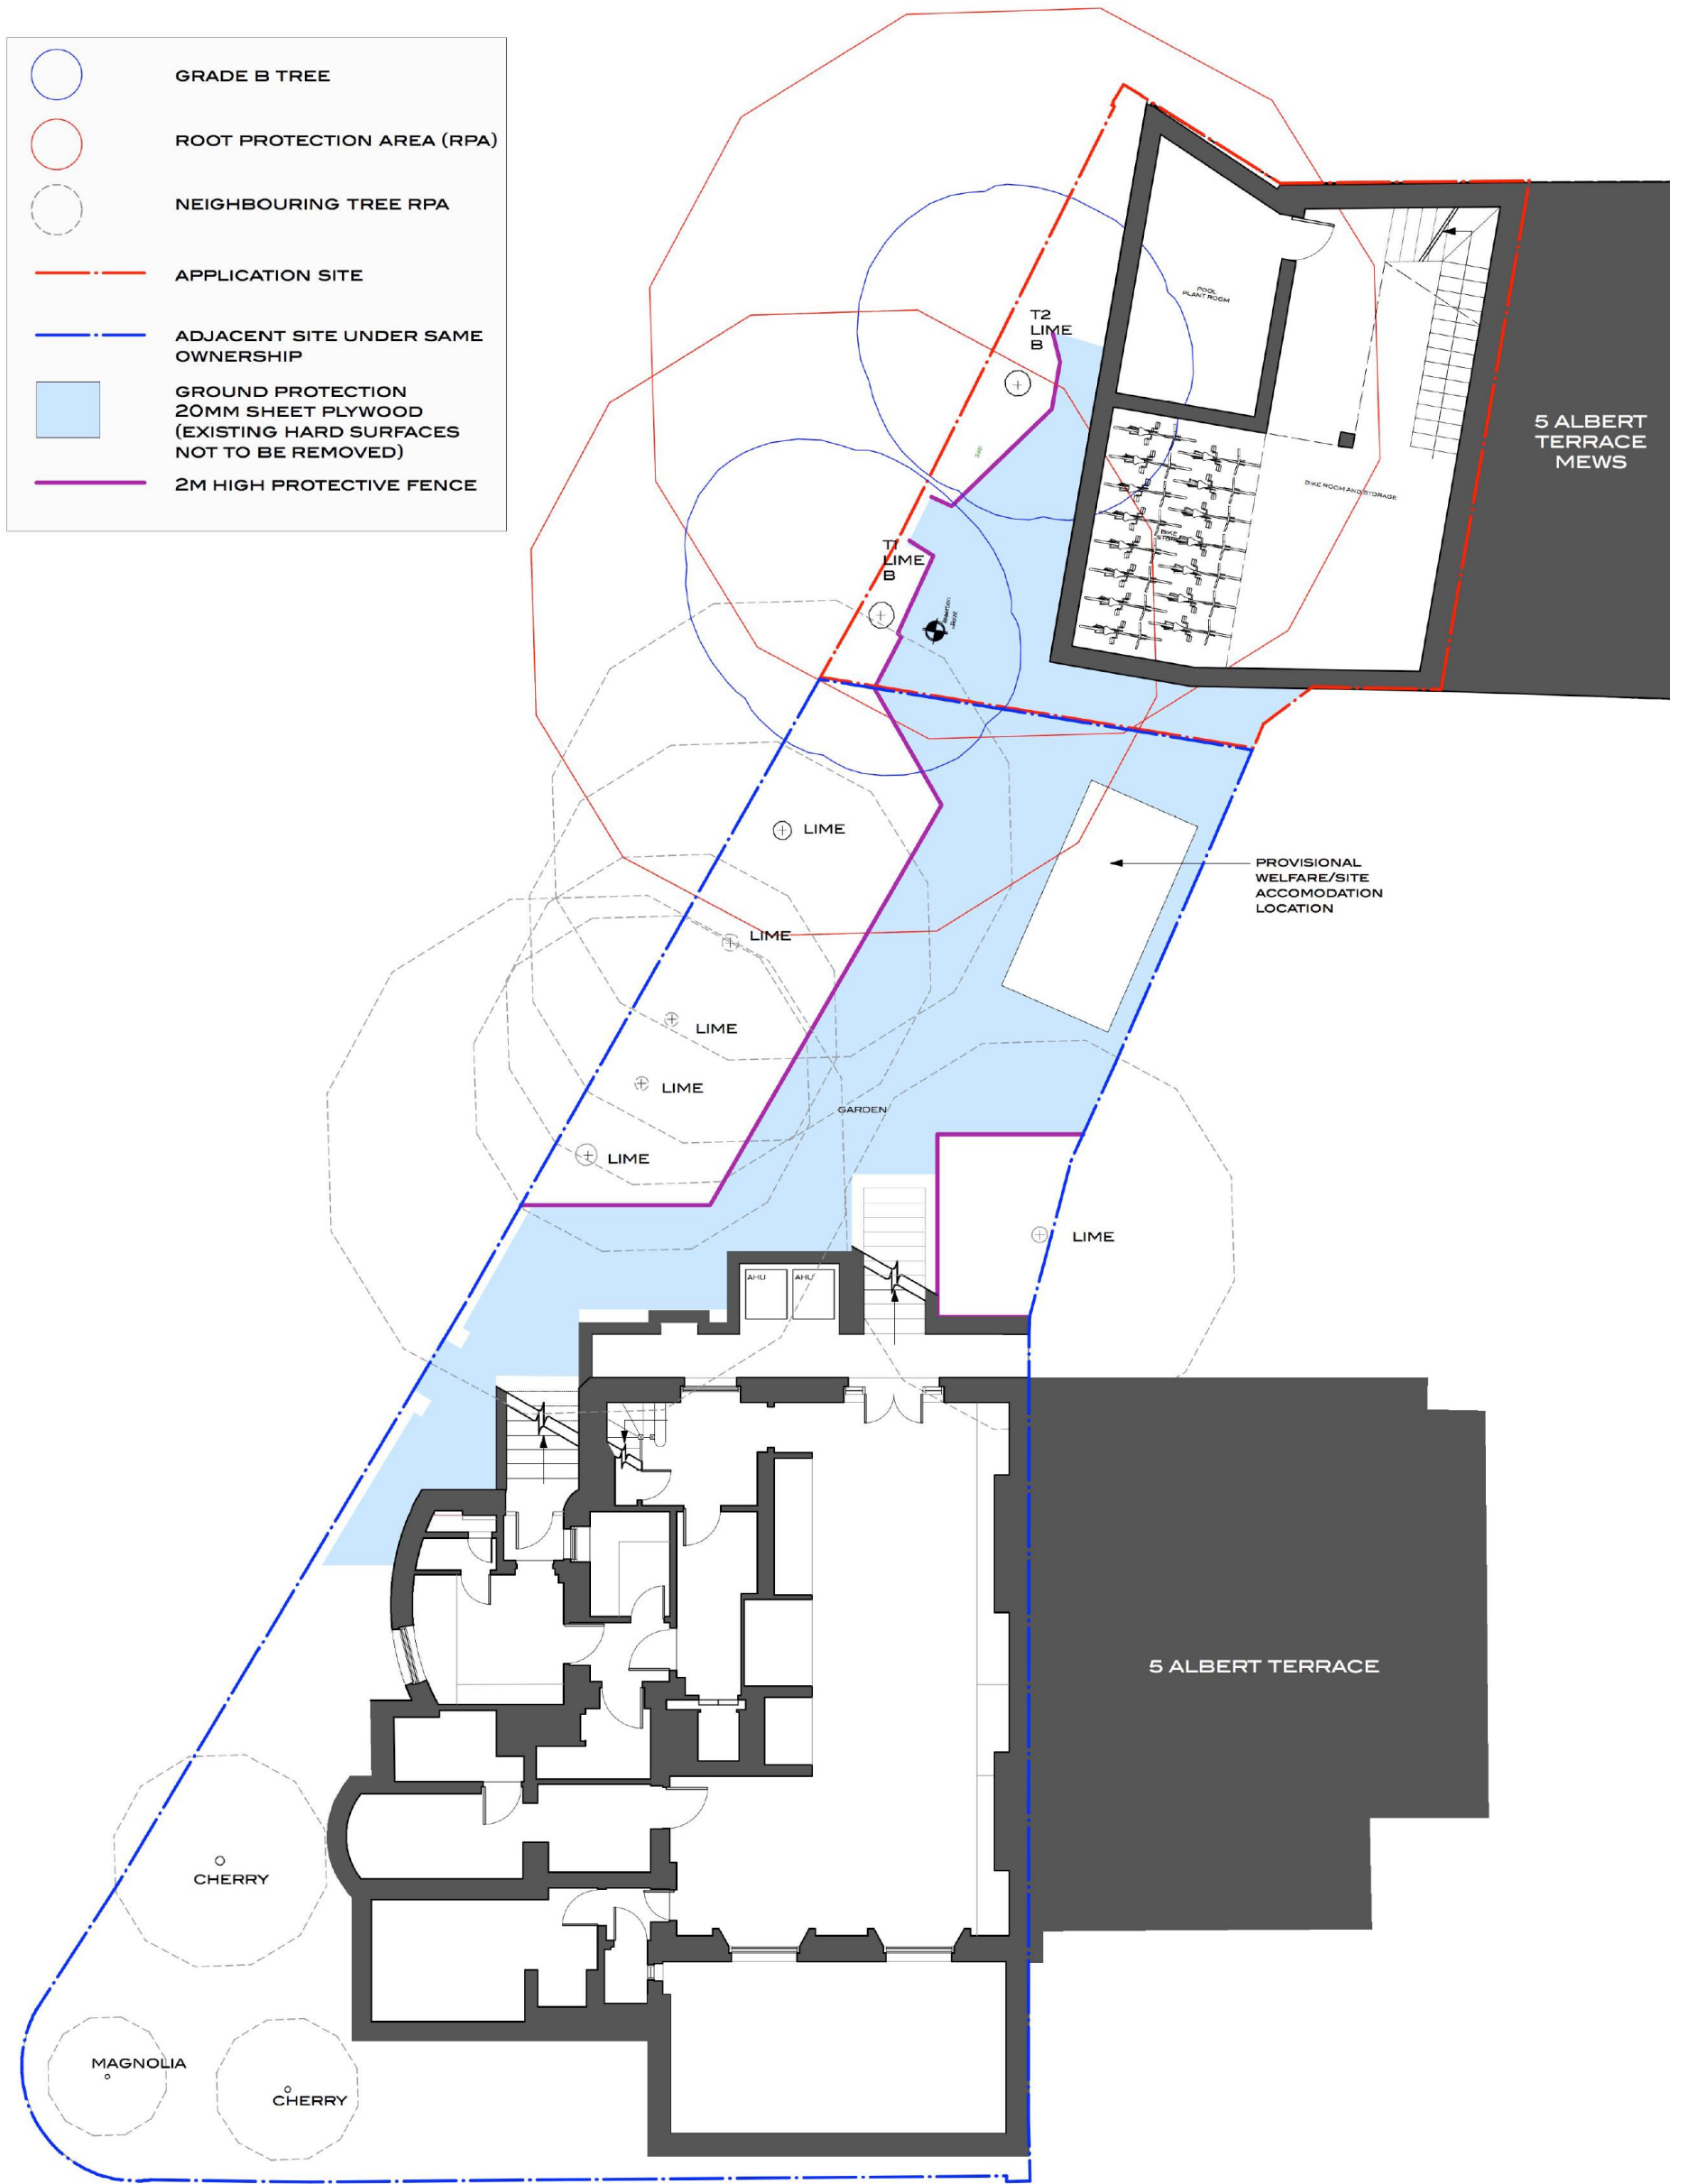 GRADE B TREE
ROOT PROTECTION AREA (RPA)
NEIGHBOURING TREE RPA
APPLICATION SITE
ADJACENT SITE UNDER SAME
OWNERSHIP
GROUND PROTECTION
20MM SHEET PLYWOOD
(EXISTING HARD SURFACES
NOT TO BE REMOVED)
2M HIGH PROTECTIVE FENCE
POOL
PLANT ROOM
T2
LIME
B
5 ALBERT
TERRACE
MEWS
BIKE ROOM AND STORAGE
BIKE
T1
LIME
B
LIME
PROVISIONAL
WELFARE/SITE
ACCOMODATION
LOCATION
LIME
LIME
LIME
GARDEN
LIME
LIME
AHU
AHU
5 ALBERT TERRACE
CHERRY
MAGNOLIA
CHERRY